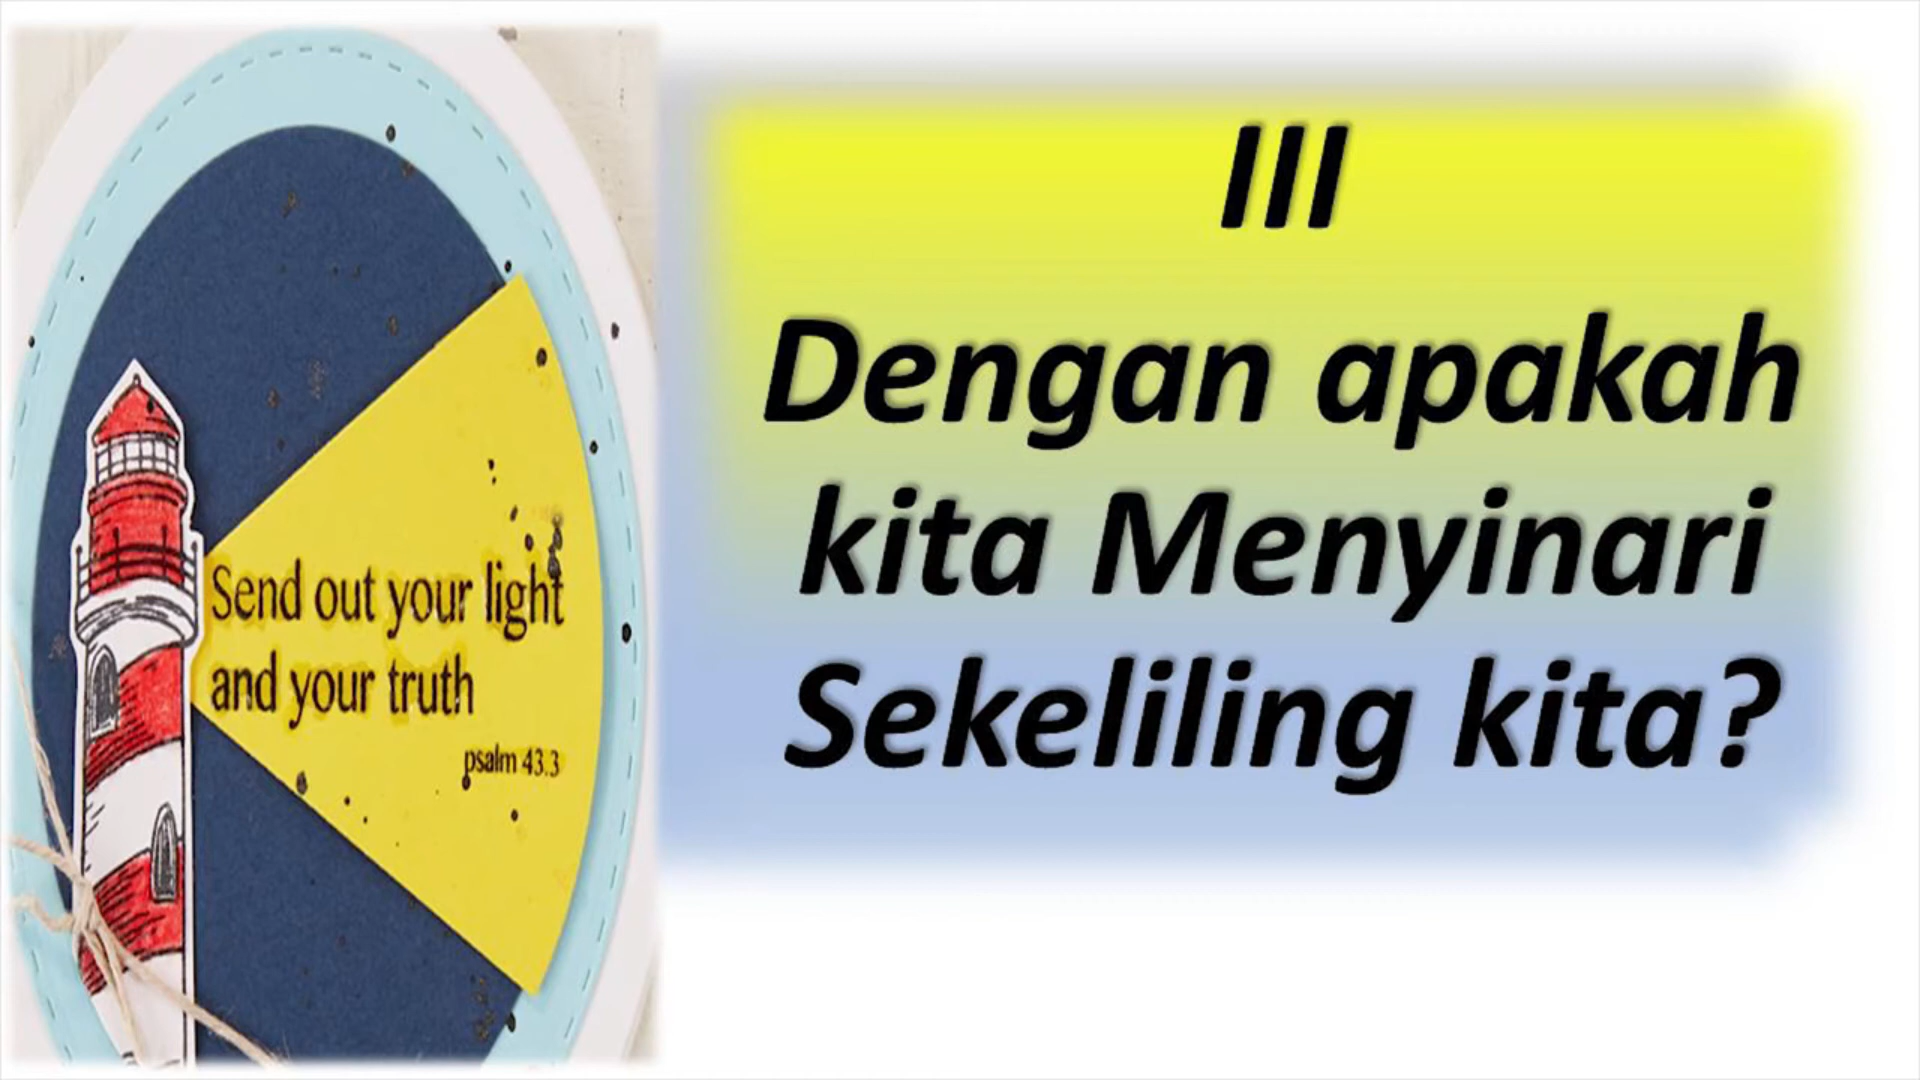 Send out your light
and your truth
psalm 43.3
III
Dengan apakah
kita Menyinari
Sekeliling kita?